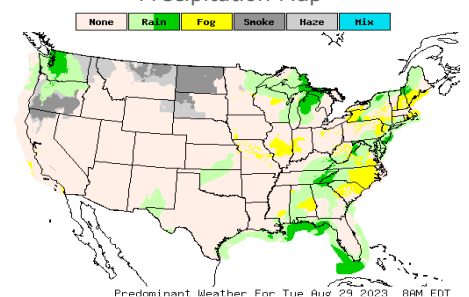 Precipitation Map
None Rain Fog Smoke Haze Mix
Predominant Weather For Tue Aug 29 2023 8AM EDT